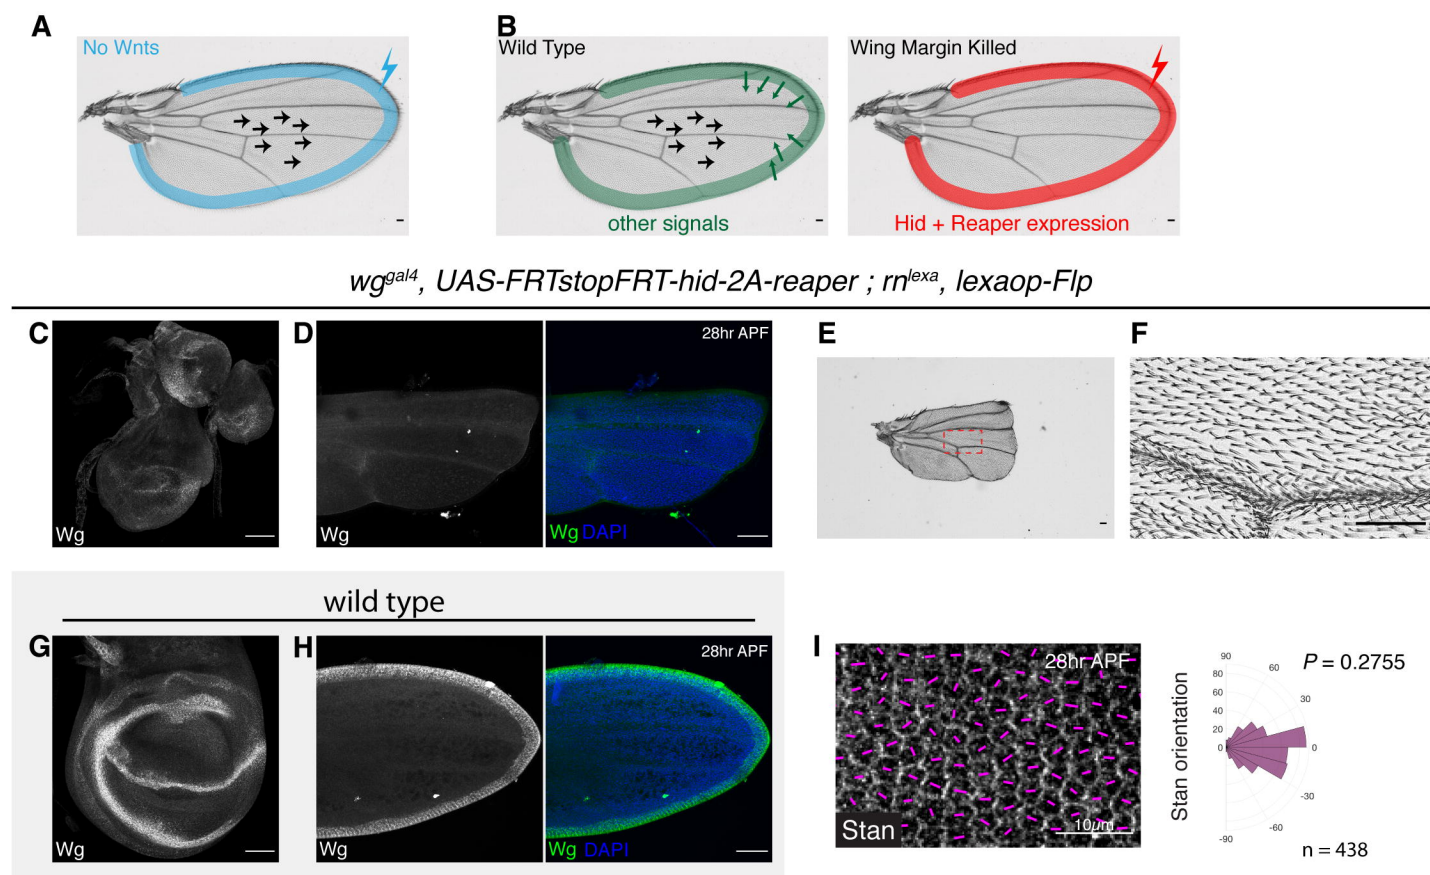 A
No Wnts
B
Wild Type
other signals
Wing Margin Killed
Hid + Reaper expression
wg^gal4, UAS-FRTstopFRT-hid-2A-reaper ; rn^lexa, lexaop-Flp
C
Wg
D
Wg
28hr APF
Wg DAPI
E
F
wild type
G
Wg
H
Wg
28hr APF
Wg DAPI
I
28hr APF
Stan
10µm
Stan orientation
90
80
60
40
20
0
60
30
0
-30
-60
-90
P = 0.2755
n = 438